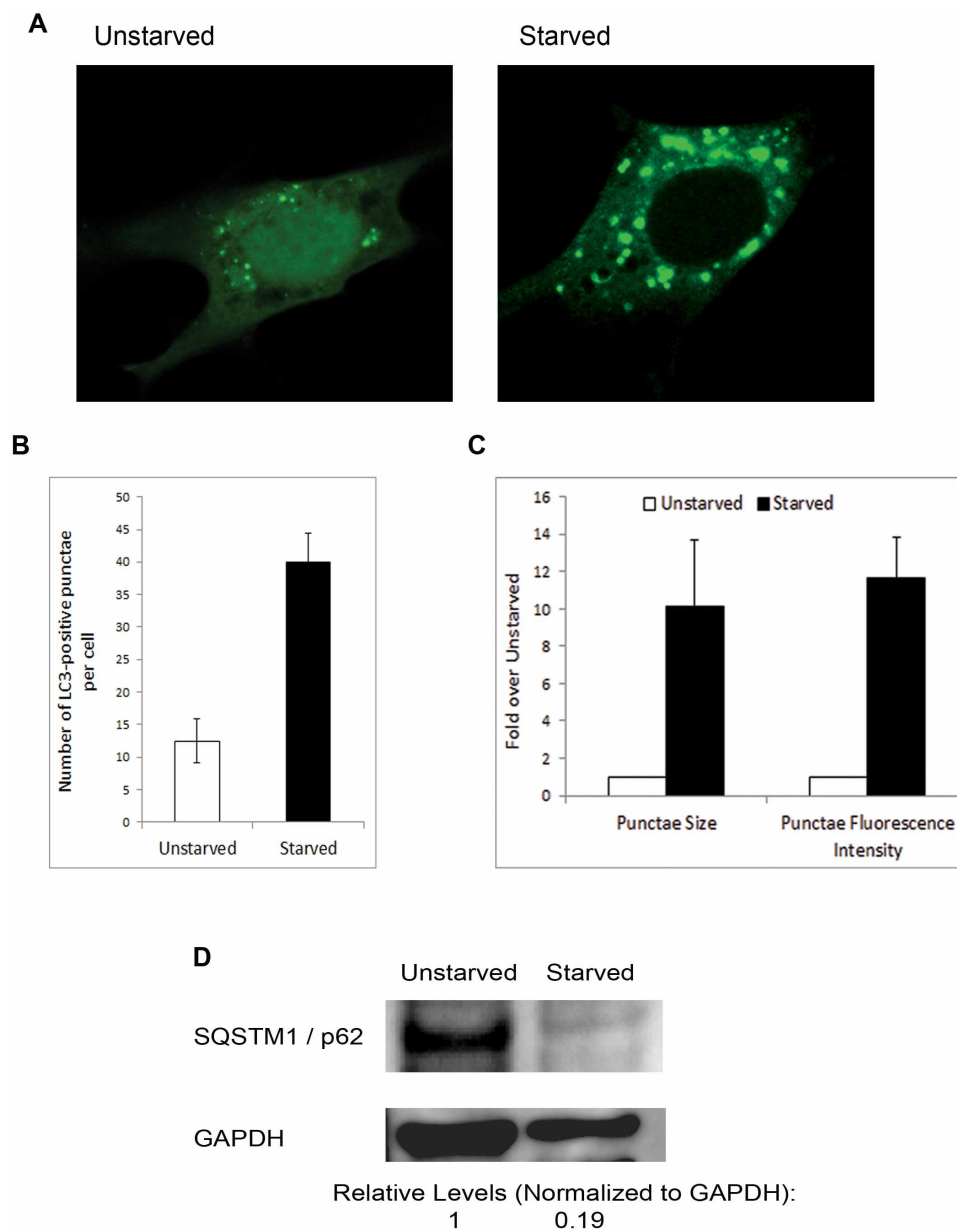 A
Unstarved
Starved
B
50
45
40
35
30
25
20
15
10
5
0
Number of LC3-positive punctae
per cell
Unstarved
Starved
C
16
14
12
10
8
6
4
2
0
Fold over Unstarved
Unstarved Starved
Punctae Size
Punctae Fluorescence
Intensity
D
Unstarved Starved
SQSTM1 / p62
GAPDH
Relative Levels (Normalized to GAPDH):
1 0.19